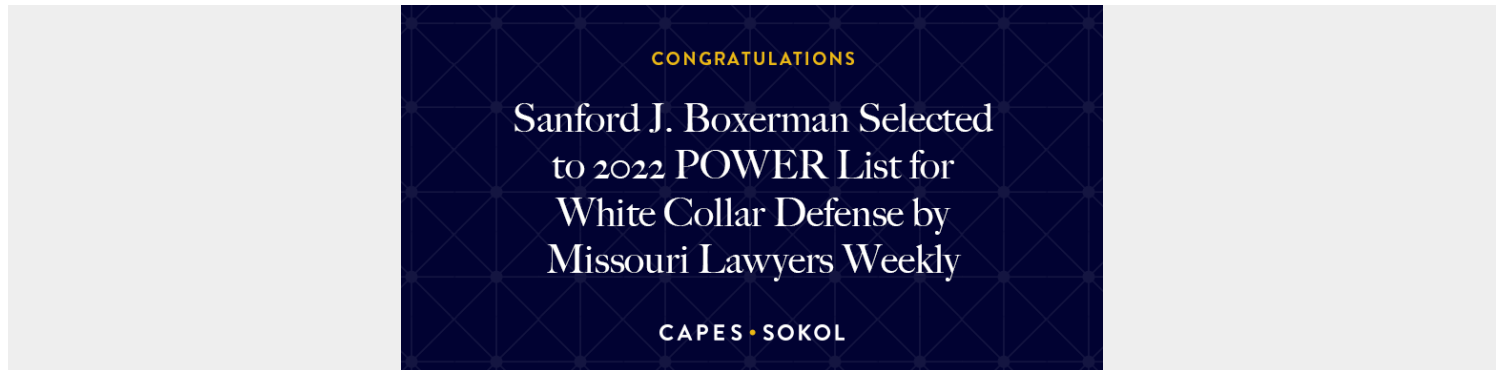 CONGRATULATIONS
Sanford J. Boxerman Selected
to 2022 POWER List for
White Collar Defense by
Missouri Lawyers Weekly
CAPES • SOKOL